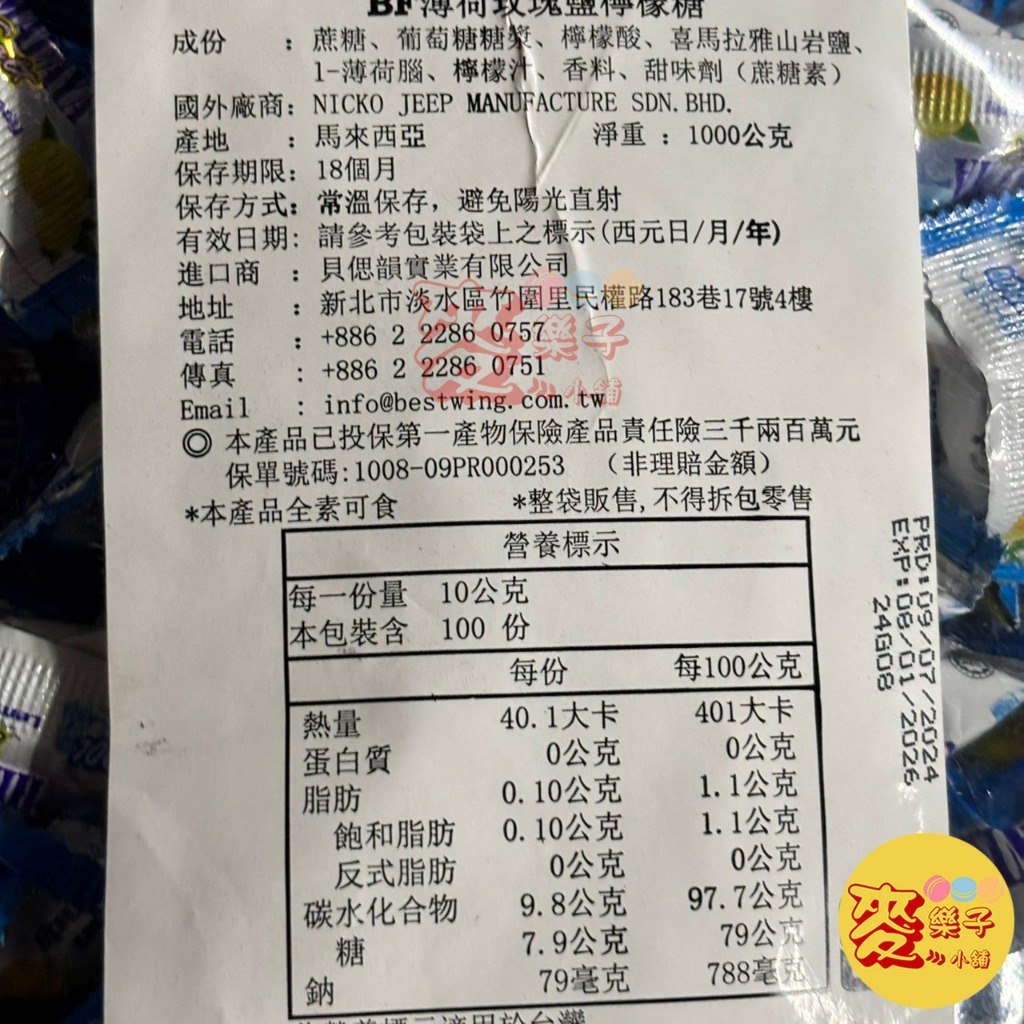 BF薄荷玫瑰鹽檸檬糖
成份 : 蔗糖、葡萄糖糖漿、檸檬酸、喜馬拉雅山岩鹽、
l-薄荷腦、檸檬汁、香料、甜味劑（蔗糖素）
國外廠商: NICKO JEEP MANUFACTURE SDN. BHD.
產地 : 馬來西亞 淨重 : 1000公克
保存期限: 18個月
保存方式: 常溫保存, 避免陽光直射
有效日期: 請參考包裝袋上之標示(西元日/月/年)
進口商 : 貝偲韻實業有限公司
地址 : 新北市淡水區竹圍里民權路183巷17號4樓
電話 : +886 2 2286 0757
傳真 : +886 2 2286 0751
Email : info@bestwing.com.tw
◎ 本產品已投保第一產物保險產品責任險三千兩百萬元
保單號碼:1008-09PR000253 （非理賠金額）
*本產品全素可食 *整袋販售, 不得拆包零售
營養標示
每一份量 10公克
本包裝含 100 份
每份 每100公克
熱量 40.1大卡 401大卡
蛋白質 0公克 0公克
脂肪 0.10公克 1.1公克
飽和脂肪 0.10公克 1.1公克
反式脂肪 0公克 0公克
碳水化合物 9.8公克 97.7公克
糖 7.9公克 79公克
鈉 79毫克 788毫克
PRD:09/07/2024
EXP:08/01/2026
24G08
麥樂子小舖
麥樂子小舖